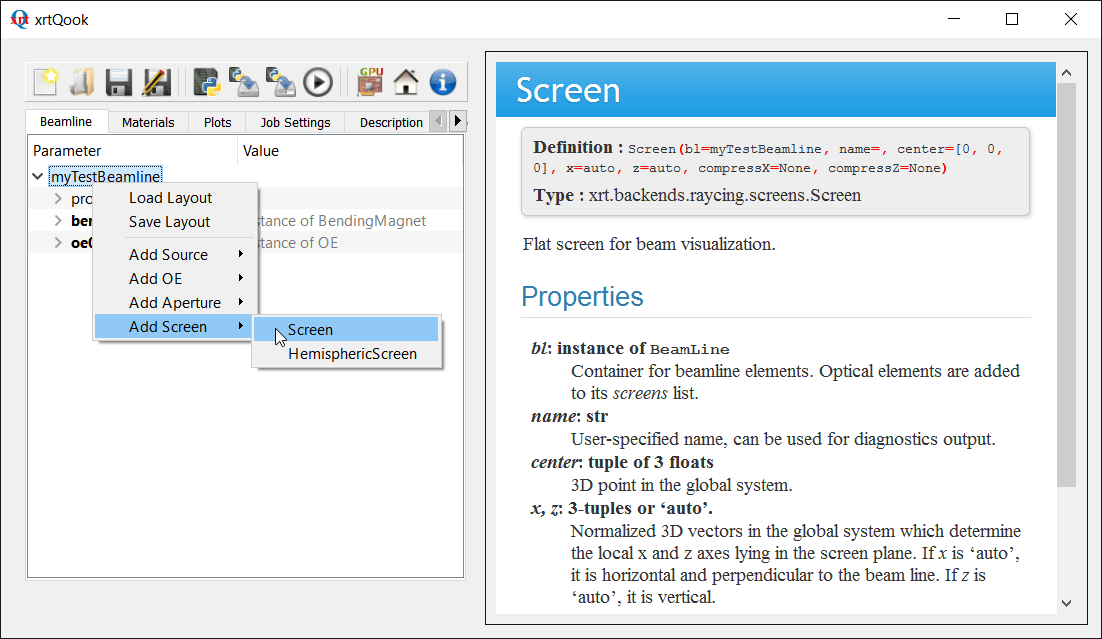 xrt xrtQook
GPU
Beamline Materials Plots Job Settings Description
Parameter Value
myTestBeamline
pro
ben stance of BendingMagnet
oe0 stance of OE
Load Layout
Save Layout
Add Source
Add OE
Add Aperture
Add Screen
Screen
HemisphericScreen
Screen
Definition : Screen(bl=myTestBeamline, name=, center=[0, 0,
0], x=auto, z=auto, compressX=None, compressZ=None)
Type : xrt.backends.raycing.screens.Screen
Flat screen for beam visualization.
Properties
bl: instance of BeamLine
Container for beamline elements. Optical elements are added
to its screens list.
name: str
User-specified name, can be used for diagnostics output.
center: tuple of 3 floats
3D point in the global system.
x, z: 3-tuples or ‘auto’.
Normalized 3D vectors in the global system which determine
the local x and z axes lying in the screen plane. If x is ‘auto’,
it is horizontal and perpendicular to the beam line. If z is
‘auto’, it is vertical.